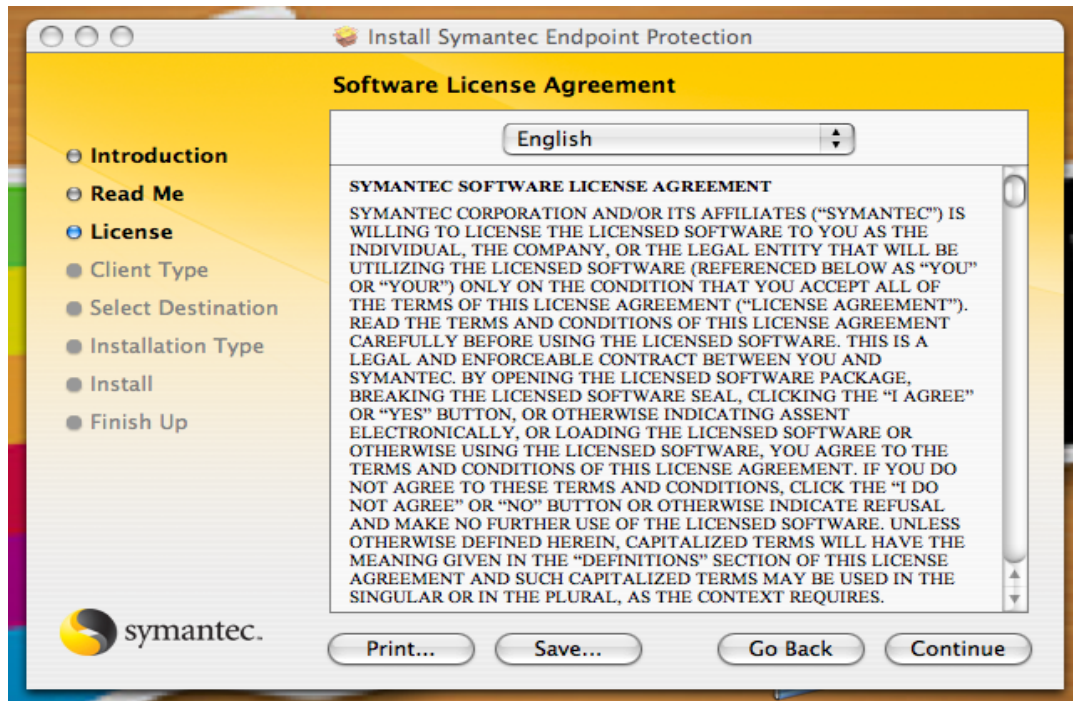 Install Symantec Endpoint Protection
Software License Agreement
Introduction
Read Me
License
Client Type
Select Destination
Installation Type
Install
Finish Up
English
SYMANTEC SOFTWARE LICENSE AGREEMENT
SYMANTEC CORPORATION AND/OR ITS AFFILIATES (“SYMANTEC”) IS
WILLING TO LICENSE THE LICENSED SOFTWARE TO YOU AS THE
INDIVIDUAL, THE COMPANY, OR THE LEGAL ENTITY THAT WILL BE
UTILIZING THE LICENSED SOFTWARE (REFERENCED BELOW AS “YOU”
OR “YOUR”) ONLY ON THE CONDITION THAT YOU ACCEPT ALL OF
THE TERMS OF THIS LICENSE AGREEMENT (“LICENSE AGREEMENT”).
READ THE TERMS AND CONDITIONS OF THIS LICENSE AGREEMENT
CAREFULLY BEFORE USING THE LICENSED SOFTWARE. THIS IS A
LEGAL AND ENFORCEABLE CONTRACT BETWEEN YOU AND
SYMANTEC. BY OPENING THE LICENSED SOFTWARE PACKAGE,
BREAKING THE LICENSED SOFTWARE SEAL, CLICKING THE “I AGREE”
OR “YES” BUTTON, OR OTHERWISE INDICATING ASSENT
ELECTRONICALLY, OR LOADING THE LICENSED SOFTWARE OR
OTHERWISE USING THE LICENSED SOFTWARE, YOU AGREE TO THE
TERMS AND CONDITIONS OF THIS LICENSE AGREEMENT. IF YOU DO
NOT AGREE TO THESE TERMS AND CONDITIONS, CLICK THE “I DO
NOT AGREE” OR “NO” BUTTON OR OTHERWISE INDICATE REFUSAL
AND MAKE NO FURTHER USE OF THE LICENSED SOFTWARE. UNLESS
OTHERWISE DEFINED HEREIN, CAPITALIZED TERMS WILL HAVE THE
MEANING GIVEN IN THE “DEFINITIONS” SECTION OF THIS LICENSE
AGREEMENT AND SUCH CAPITALIZED TERMS MAY BE USED IN THE
SINGULAR OR IN THE PLURAL, AS THE CONTEXT REQUIRES.
symantec.
Print...
Save...
Go Back
Continue